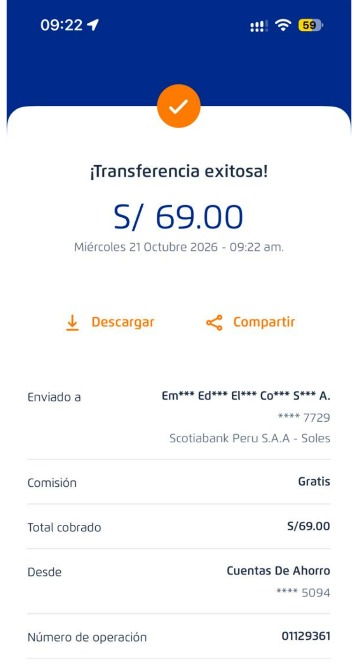 09:22
59
¡Transferencia exitosa!
S/ 69.00
Miércoles 21 Octubre 2026 - 09:22 am.
Descargar Compartir
Enviado a Em*** Ed*** El*** Co*** S*** A.
**** 7729
Scotiabank Peru S.A.A - Soles
Comisión Gratis
Total cobrado S/69.00
Desde Cuentas De Ahorro
**** 5094
Número de operación 01129361